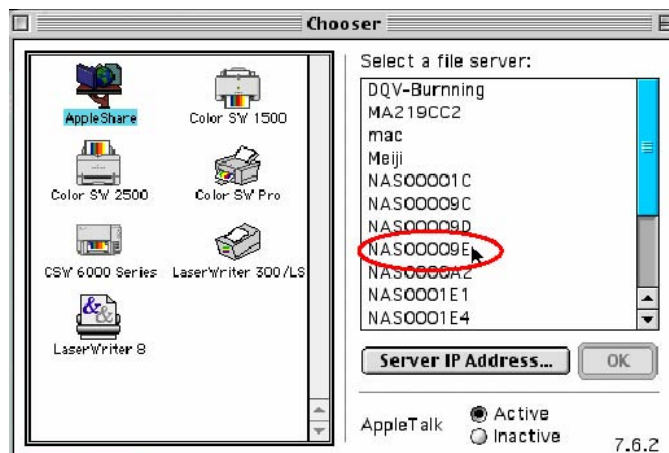 Chooser
AppleShare
Color SW 1500
Color SW 2500
Color SW Pro
CSW 6000 Series
LaserWriter 300/LS
LaserWriter 8
Select a file server:
DQV-Burnning
MA219CC2
mac
Meiji
NAS00001C
NAS00009C
NAS00009D
NAS00009E
NAS0000A2
NAS0001E1
NAS0001E4
Server IP Address...
OK
AppleTalk
Active
Inactive
7.6.2